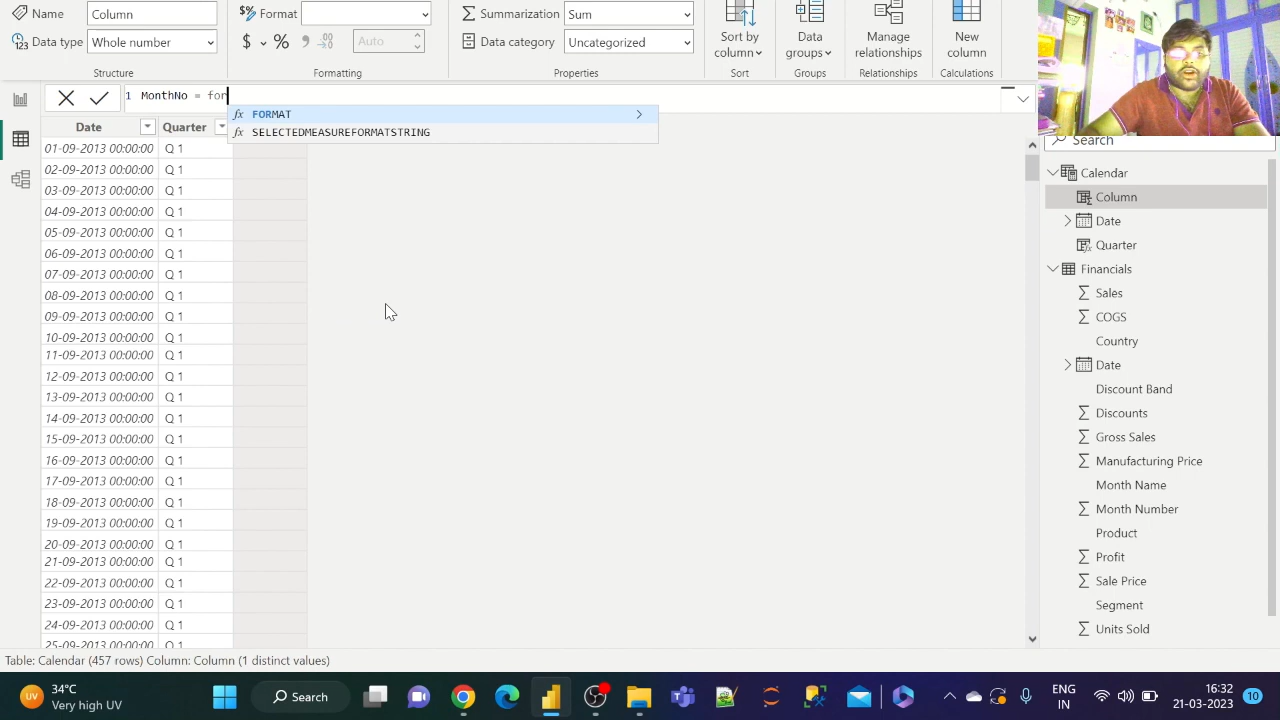 Name Column
Data type Whole number
Structure
Format
$ % Auto
Formatting
Summarization Sum
Data category Uncategorized
Properties
Sort by column
Sort
Data groups
Groups
Manage relationships
Relationships
New column
Calculations
1 MonthNo = for
FORMAT
SELECTEDMEASUREFORMATSTRING
Date Quarter
01-09-2013 00:00:00 Q 1
02-09-2013 00:00:00 Q 1
03-09-2013 00:00:00 Q 1
04-09-2013 00:00:00 Q 1
05-09-2013 00:00:00 Q 1
06-09-2013 00:00:00 Q 1
07-09-2013 00:00:00 Q 1
08-09-2013 00:00:00 Q 1
09-09-2013 00:00:00 Q 1
10-09-2013 00:00:00 Q 1
11-09-2013 00:00:00 Q 1
12-09-2013 00:00:00 Q 1
13-09-2013 00:00:00 Q 1
14-09-2013 00:00:00 Q 1
15-09-2013 00:00:00 Q 1
16-09-2013 00:00:00 Q 1
17-09-2013 00:00:00 Q 1
18-09-2013 00:00:00 Q 1
19-09-2013 00:00:00 Q 1
20-09-2013 00:00:00 Q 1
21-09-2013 00:00:00 Q 1
22-09-2013 00:00:00 Q 1
23-09-2013 00:00:00 Q 1
24-09-2013 00:00:00 Q 1
25-09-2013 00:00:00 Q 1
Search
Calendar
Column
Date
Quarter
Financials
Sales
COGS
Country
Date
Discount Band
Discounts
Gross Sales
Manufacturing Price
Month Name
Month Number
Product
Profit
Sale Price
Segment
Units Sold
Table: Calendar (457 rows) Column: Column (1 distinct values)
UV 34°C
Very high UV
Search
ENG
IN
16:32
21-03-2023
10